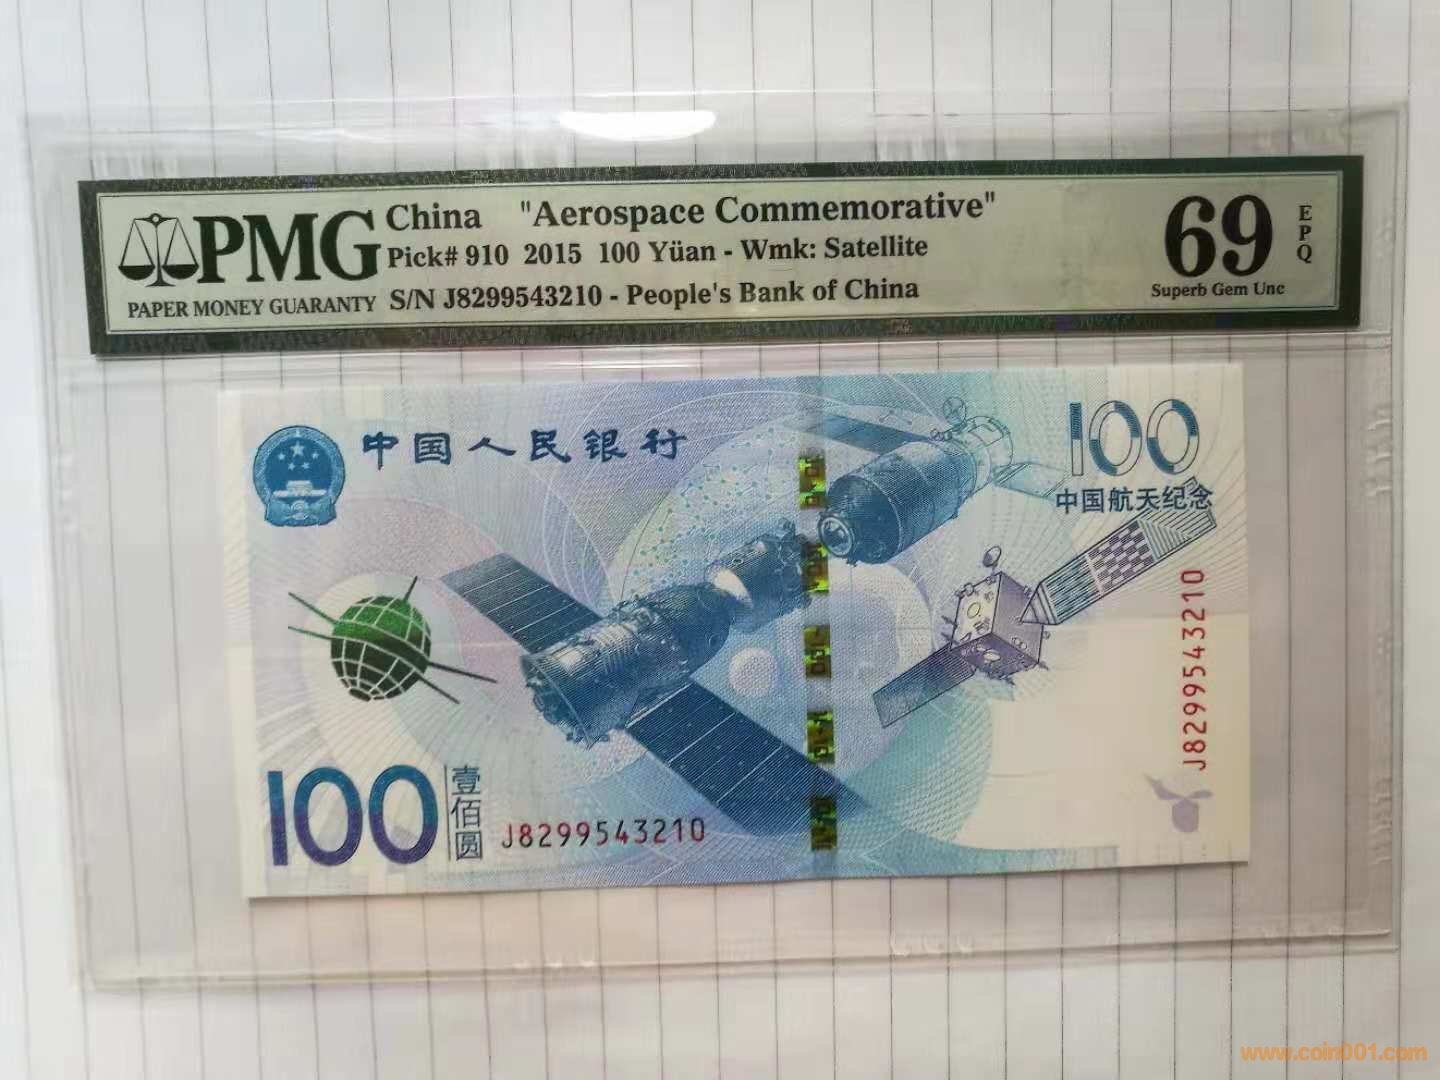 PMG
PAPER MONEY GUARANTY
China "Aerospace Commemorative"
Pick# 910 2015 100 Yüan - Wmk: Satellite
S/N J8299543210 - People's Bank of China
69
EPQ
Superb Gem Unc
中国人民银行
100
中国航天纪念
J8299543210
100
壹佰圆
J8299543210
www.coin001.com